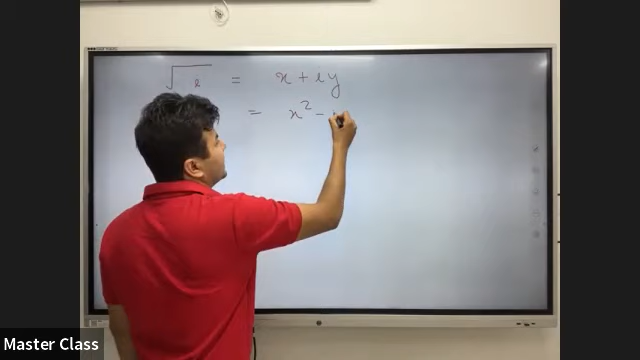 √i = x + iy
= x² -
Master Class